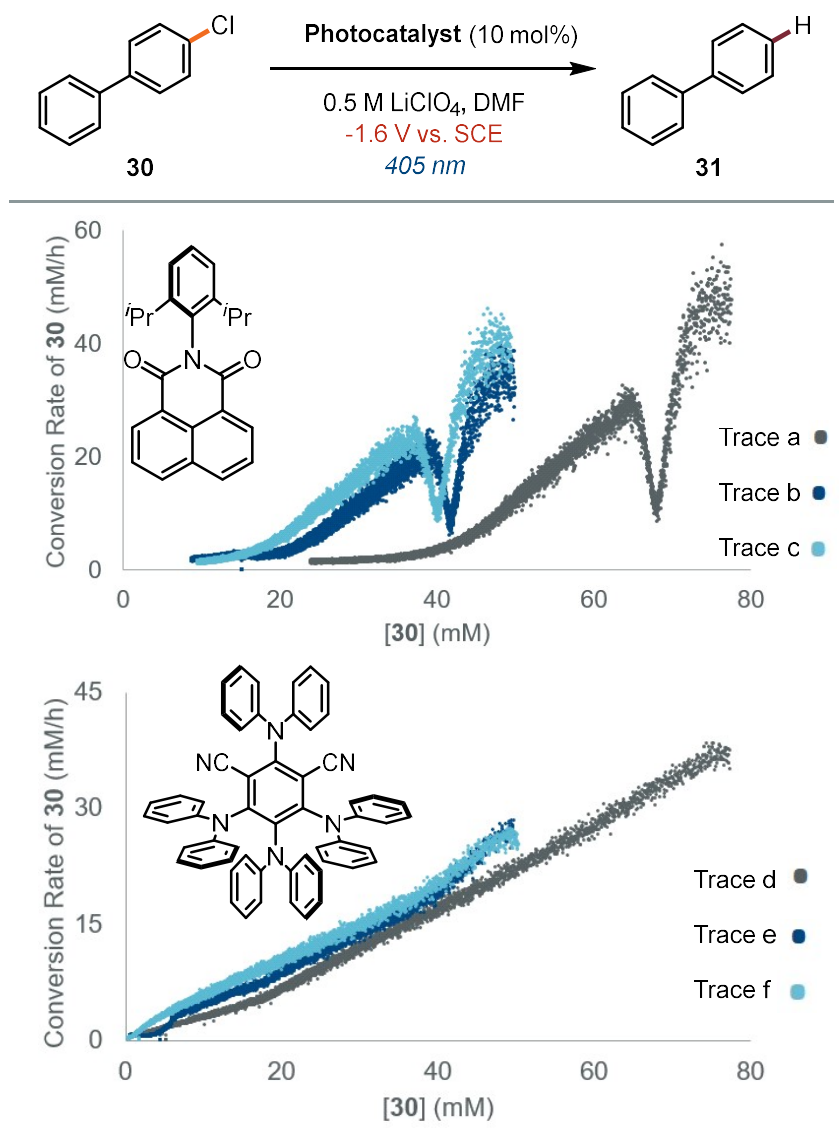 Cl
Photocatalyst (10 mol%)
H
0.5 M LiClO₄, DMF
-1.6 V vs. SCE
405 nm
30
31
Conversion Rate of 30 (mM/h)
60
40
20
0
ⁱPr
ⁱPr
O
N
O
Trace a
Trace b
Trace c
0
20
40
60
80
[30] (mM)
Conversion Rate of 30 (mM/h)
45
30
15
0
N
NC
CN
N
N
N
Trace d
Trace e
Trace f
0
20
40
60
80
[30] (mM)